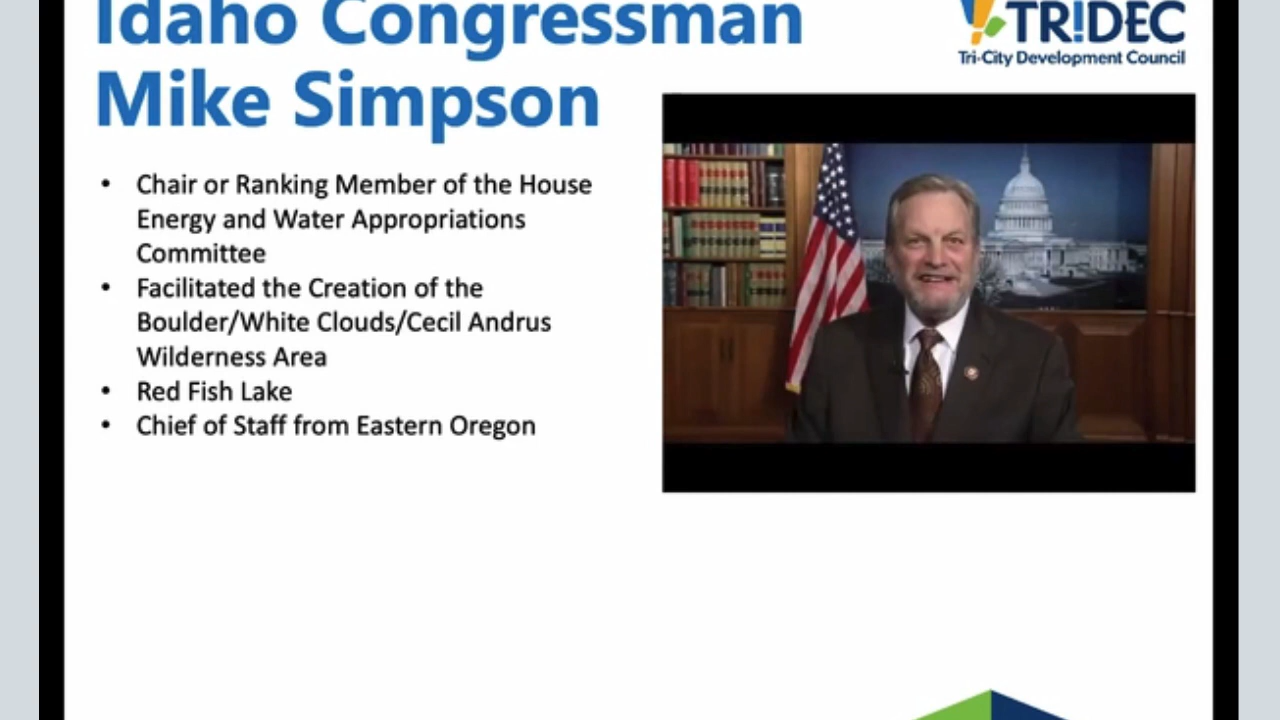 Idaho Congressman
Mike Simpson
TR!DEC
Tri-City Development Council
• Chair or Ranking Member of the House
Energy and Water Appropriations
Committee
• Facilitated the Creation of the
Boulder/White Clouds/Cecil Andrus
Wilderness Area
• Red Fish Lake
• Chief of Staff from Eastern Oregon